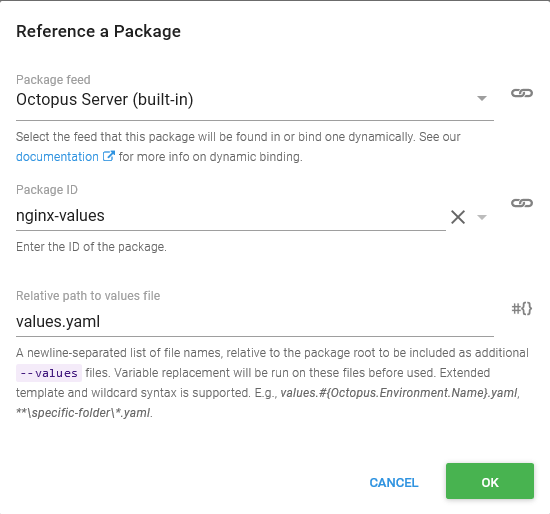 Reference a Package
Package feed
Octopus Server (built-in)
Select the feed that this package will be found in or bind one dynamically. See our
documentation for more info on dynamic binding.
Package ID
nginx-values
Enter the ID of the package.
Relative path to values file
values.yaml
#{}
A newline-separated list of file names, relative to the package root to be included as additional
--values files. Variable replacement will be run on these files before used. Extended
template and wildcard syntax is supported. E.g., values.#{Octopus.Environment.Name}.yaml,
**\specific-folder\*.yaml.
CANCEL
OK